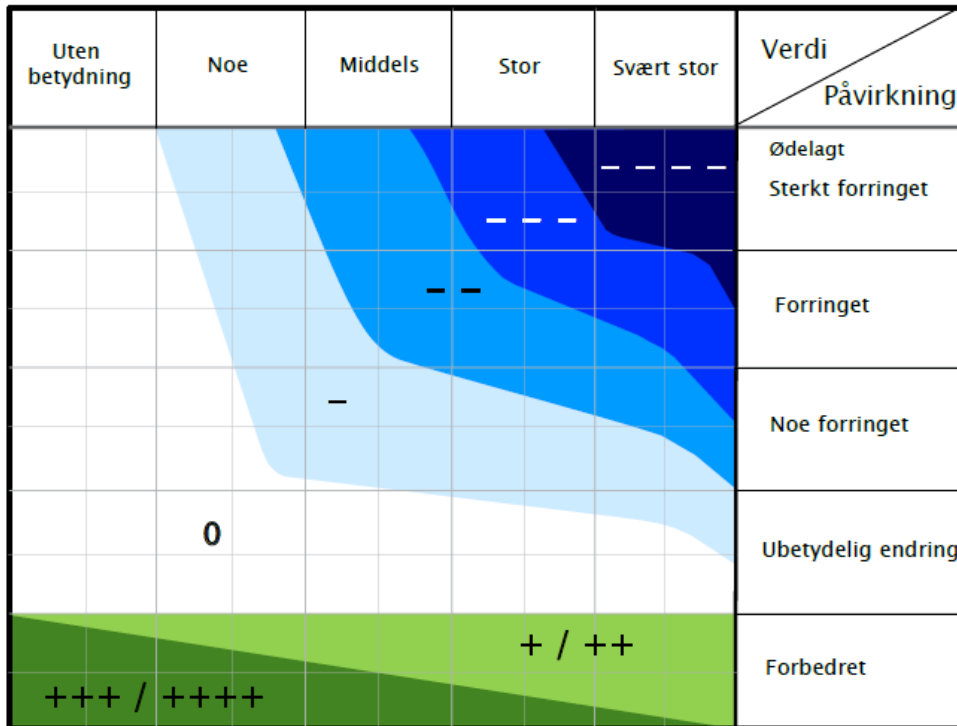 Uten
betydning
Noe
Middels
Stor
Svært stor
Verdi
Påvirkning
Ødelagt
Sterkt forringet
– – – –
– – –
Forringet
– –
Noe forringet
–
Ubetydelig endring
0
Forbedret
+ / ++
+++ / ++++